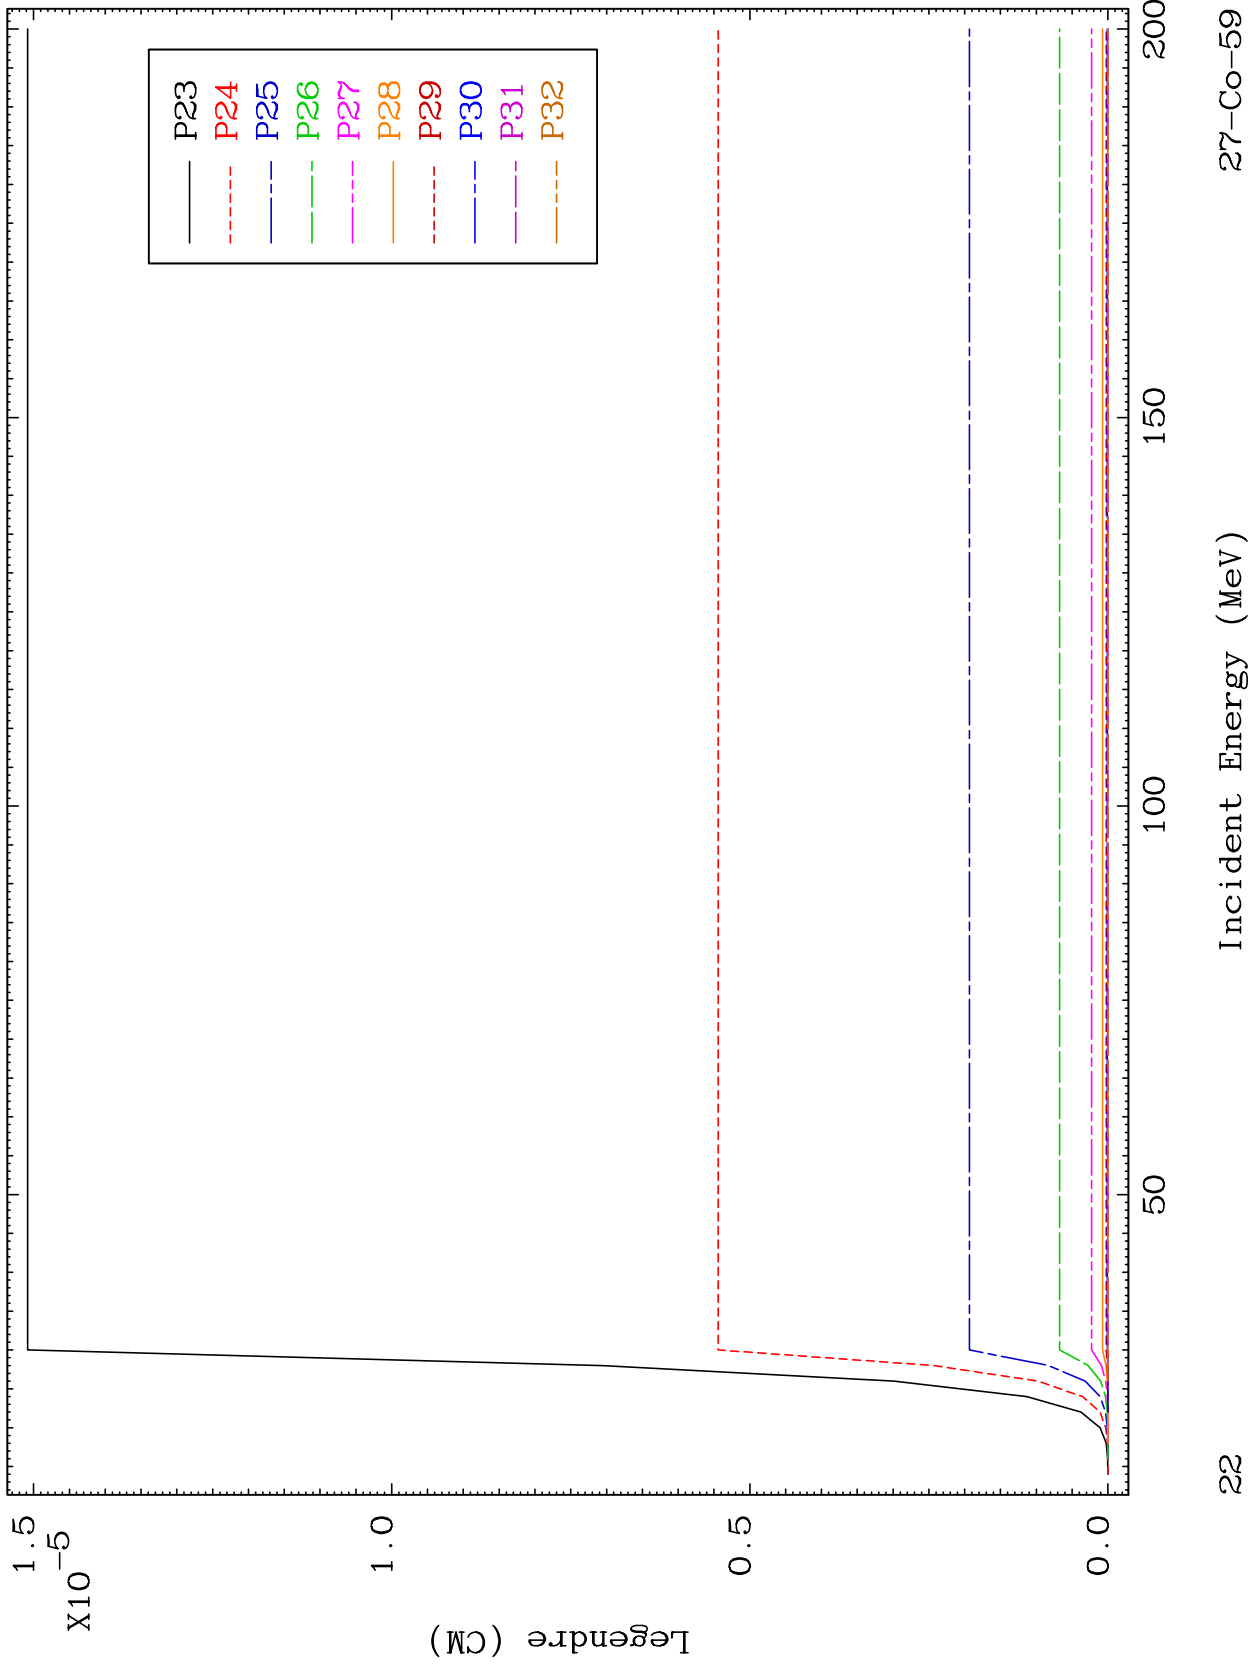 X10-5
1.5
1.0
0.5
0.0
Legendre (CM)
P23
P24
P25
P26
P27
P28
P29
P30
P31
P32
50
100
150
200
Incident Energy (MeV)
22
27-Co-59